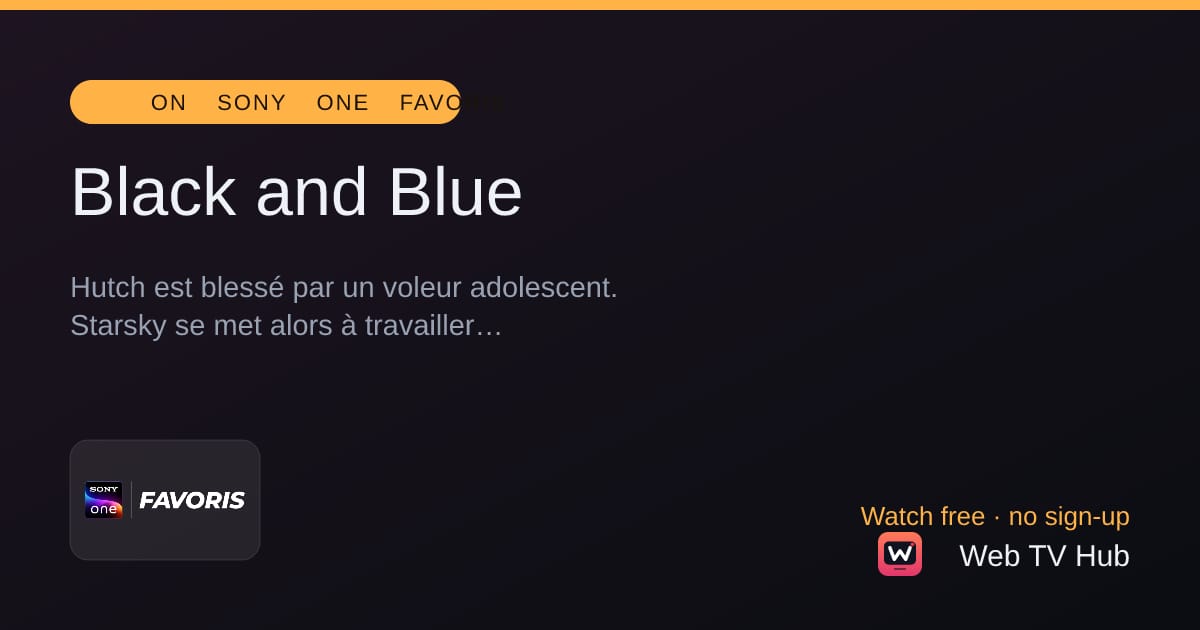 ON SONY ONE FAVO
Black and Blue
Hutch est blessé par un voleur adolescent.
Starsky se met alors à travailler…
SONY
one
FAVORIS
Watch free · no sign-up
W
Web TV Hub